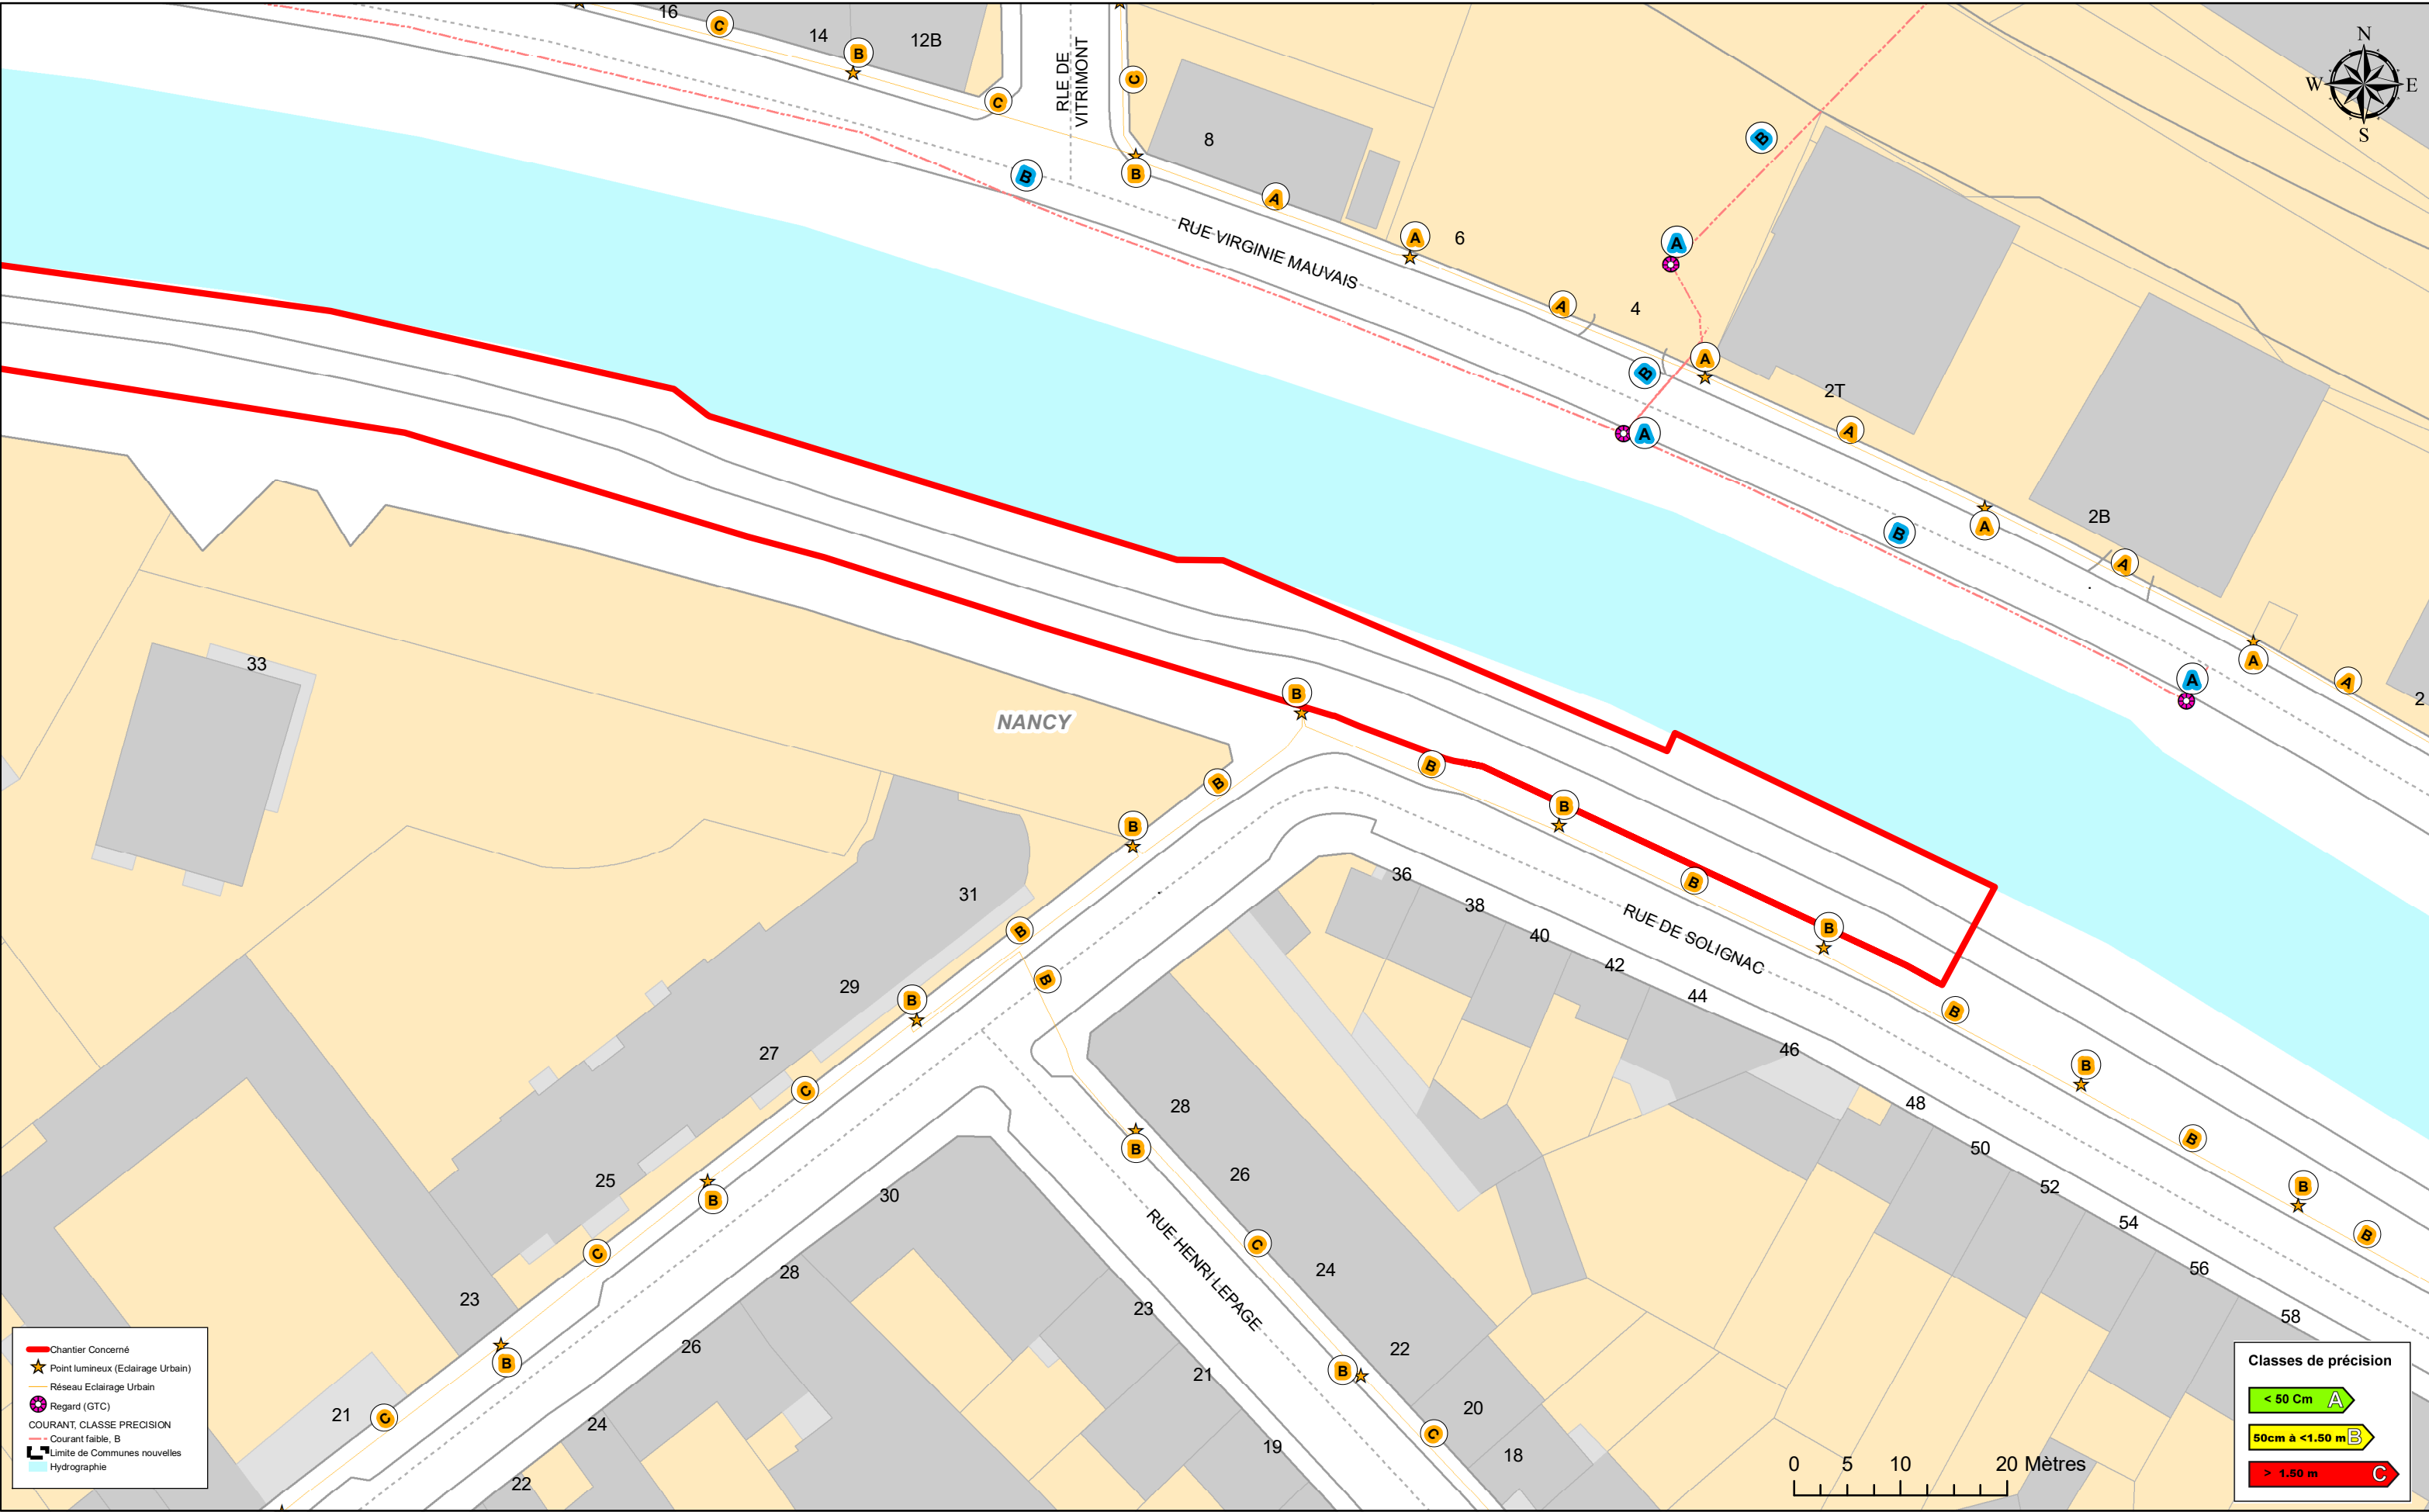 16
14
12B
C
B
C
RLE DE
VITRIMONT
C
8
B
A
B
B
A
6
A
RUE VIRGINIE MAUVAIS
A
4
A
B
A
2T
A
A
B
2B
A
A
A
A
2
N
W
E
S
33
NANCY
B
B
B
B
B
B
B
31
B
B
29
B
27
C
25
B
C
23
B
21
C
36
38
40
42
44
46
48
50
52
54
56
58
RUE DE SOLIGNAC
B
B
B
B
B
28
B
26
C
24
22
B
20
C
18
RUE HENRI LEPAGE
30
28
26
24
22
23
21
19
Chantier Concerné
Point lumineux (Eclairage Urbain)
Réseau Eclairage Urbain
Regard (GTC)
COURANT, CLASSE PRECISION
Courant faible, B
Limite de Communes nouvelles
Hydrographie
0 5 10 20 Mètres
Classes de précision
< 50 Cm A
50cm à <1.50 m B
> 1.50 m C